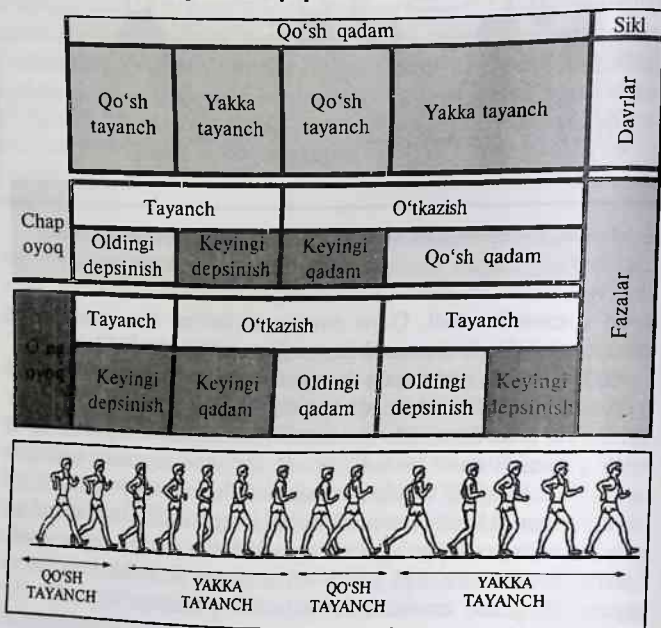 Qo‘sh qadam
Sikl
Qo‘sh
tayanch
Yakka
tayanch
Qo‘sh
tayanch
Yakka tayanch
Davrlar
Chap
oyoq
Tayanch
O‘tkazish
Oldingi
depsinish
Keyingi
depsinish
Keyingi
qadam
Qo‘sh qadam
Fazalar
oyoq
Tayanch
O‘tkazish
Tayanch
Keyingi
depsinish
Keyingi
qadam
Oldingi
qadam
Oldingi
depsinish
Keyingi
depsinish
QO‘SH
TAYANCH
YAKKA
TAYANCH
QO‘SH
TAYANCH
YAKKA
TAYANCH